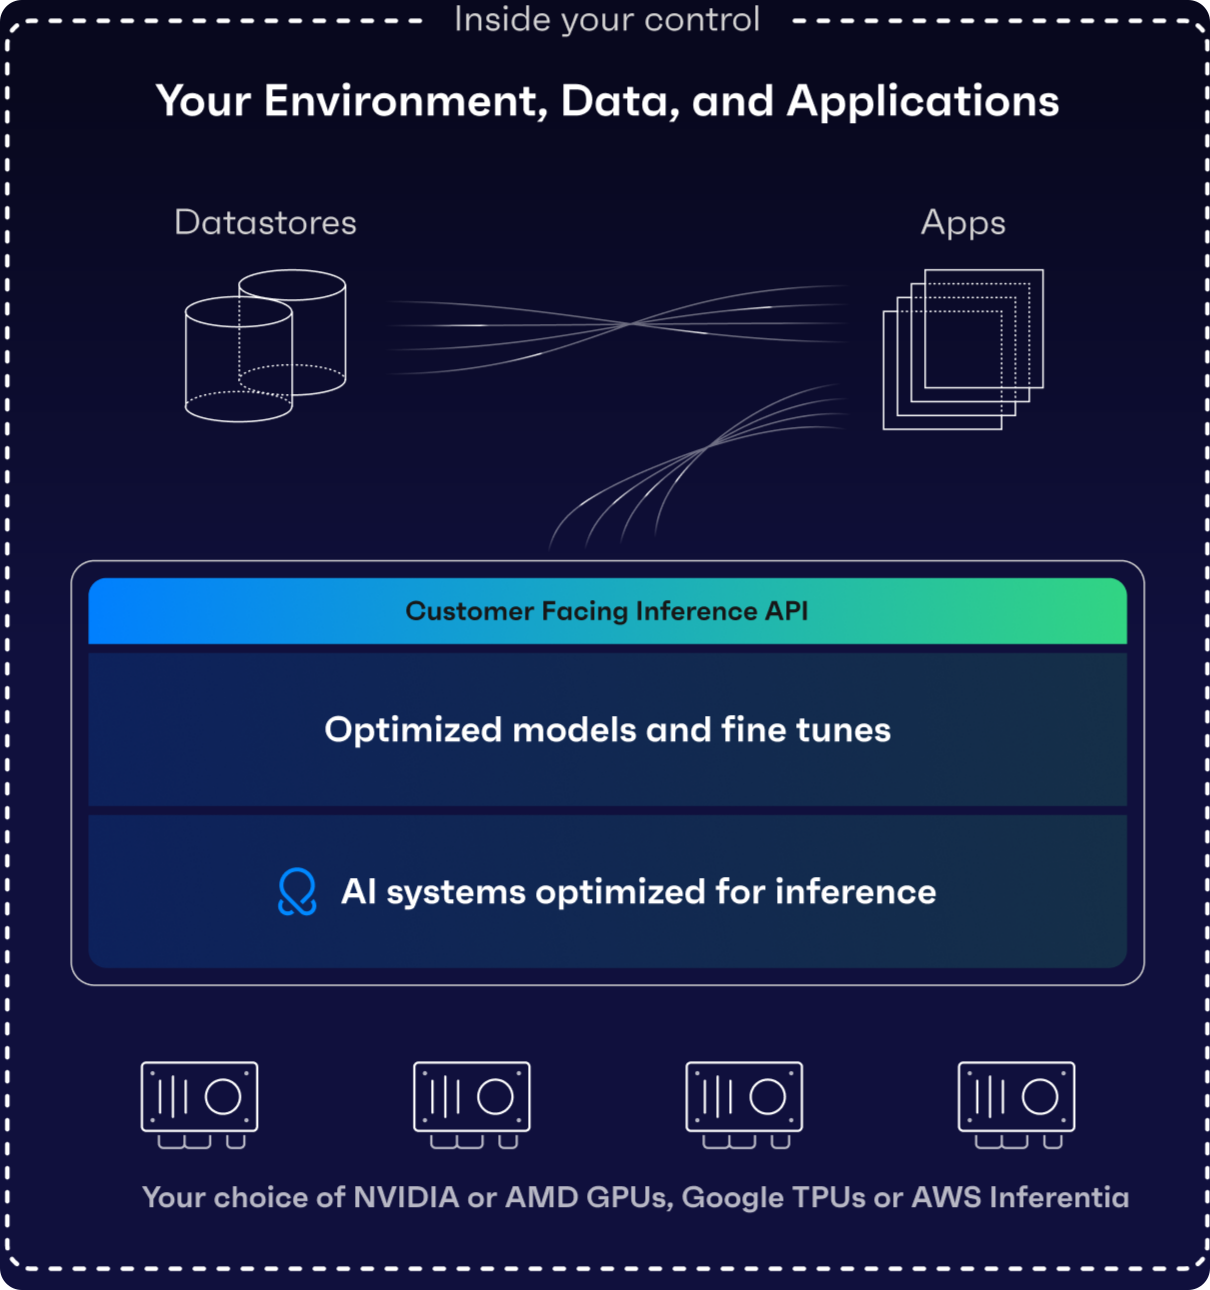 Inside your control
Your Environment, Data, and Applications
Datastores
Apps
Customer Facing Inference API
Optimized models and fine tunes
AI systems optimized for inference
Your choice of NVIDIA or AMD GPUs, Google TPUs or AWS Inferentia